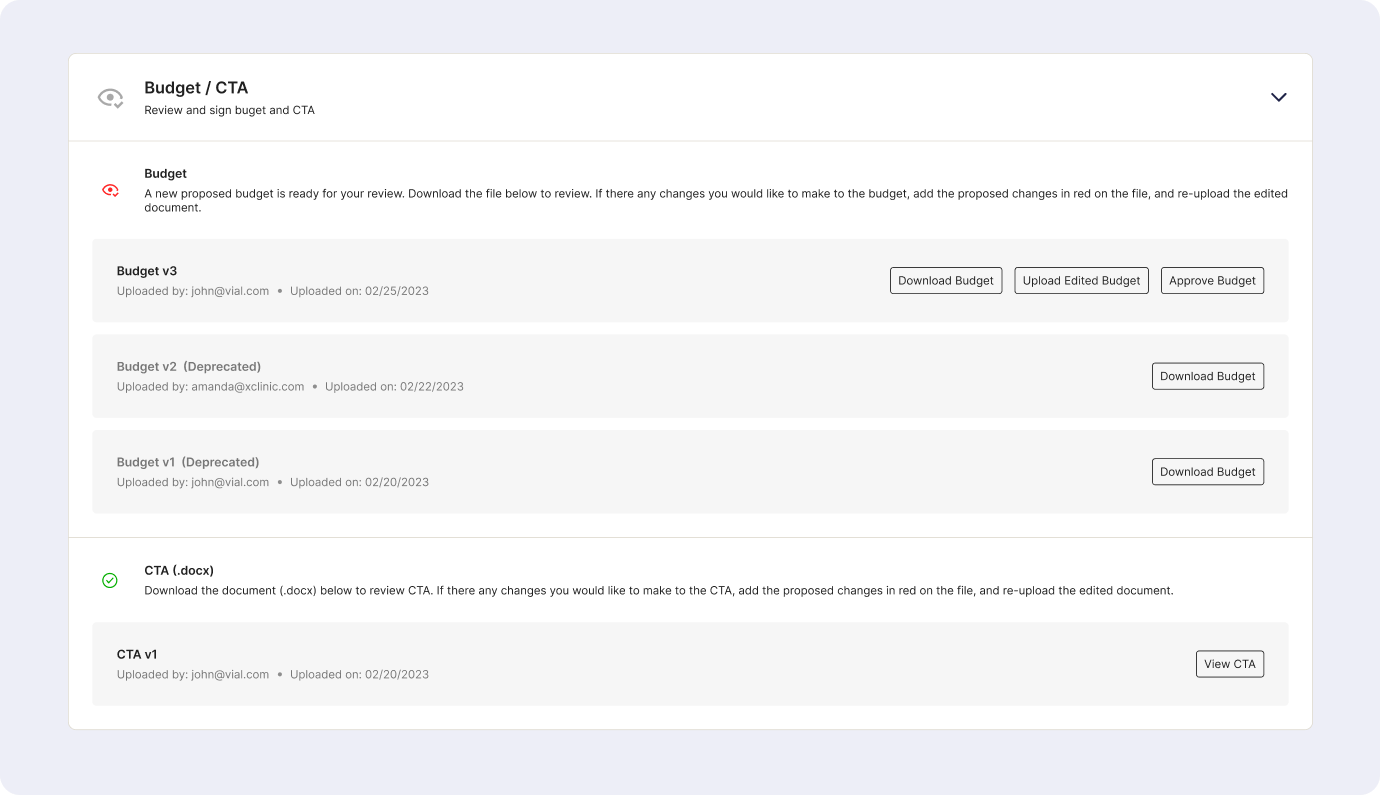 Budget / CTA
Review and sign buget and CTA
Budget
A new proposed budget is ready for your review. Download the file below to review. If there any changes you would like to make to the budget, add the proposed changes in red on the file, and re-upload the edited
document.
Budget v3
Uploaded by: john@vial.com • Uploaded on: 02/25/2023
Download Budget
Upload Edited Budget
Approve Budget
Budget v2 (Deprecated)
Uploaded by: amanda@xclinic.com • Uploaded on: 02/22/2023
Download Budget
Budget v1 (Deprecated)
Uploaded by: john@vial.com • Uploaded on: 02/20/2023
Download Budget
CTA (.docx)
Download the document (.docx) below to review CTA. If there any changes you would like to make to the CTA, add the proposed changes in red on the file, and re-upload the edited document.
CTA v1
Uploaded by: john@vial.com • Uploaded on: 02/20/2023
View CTA